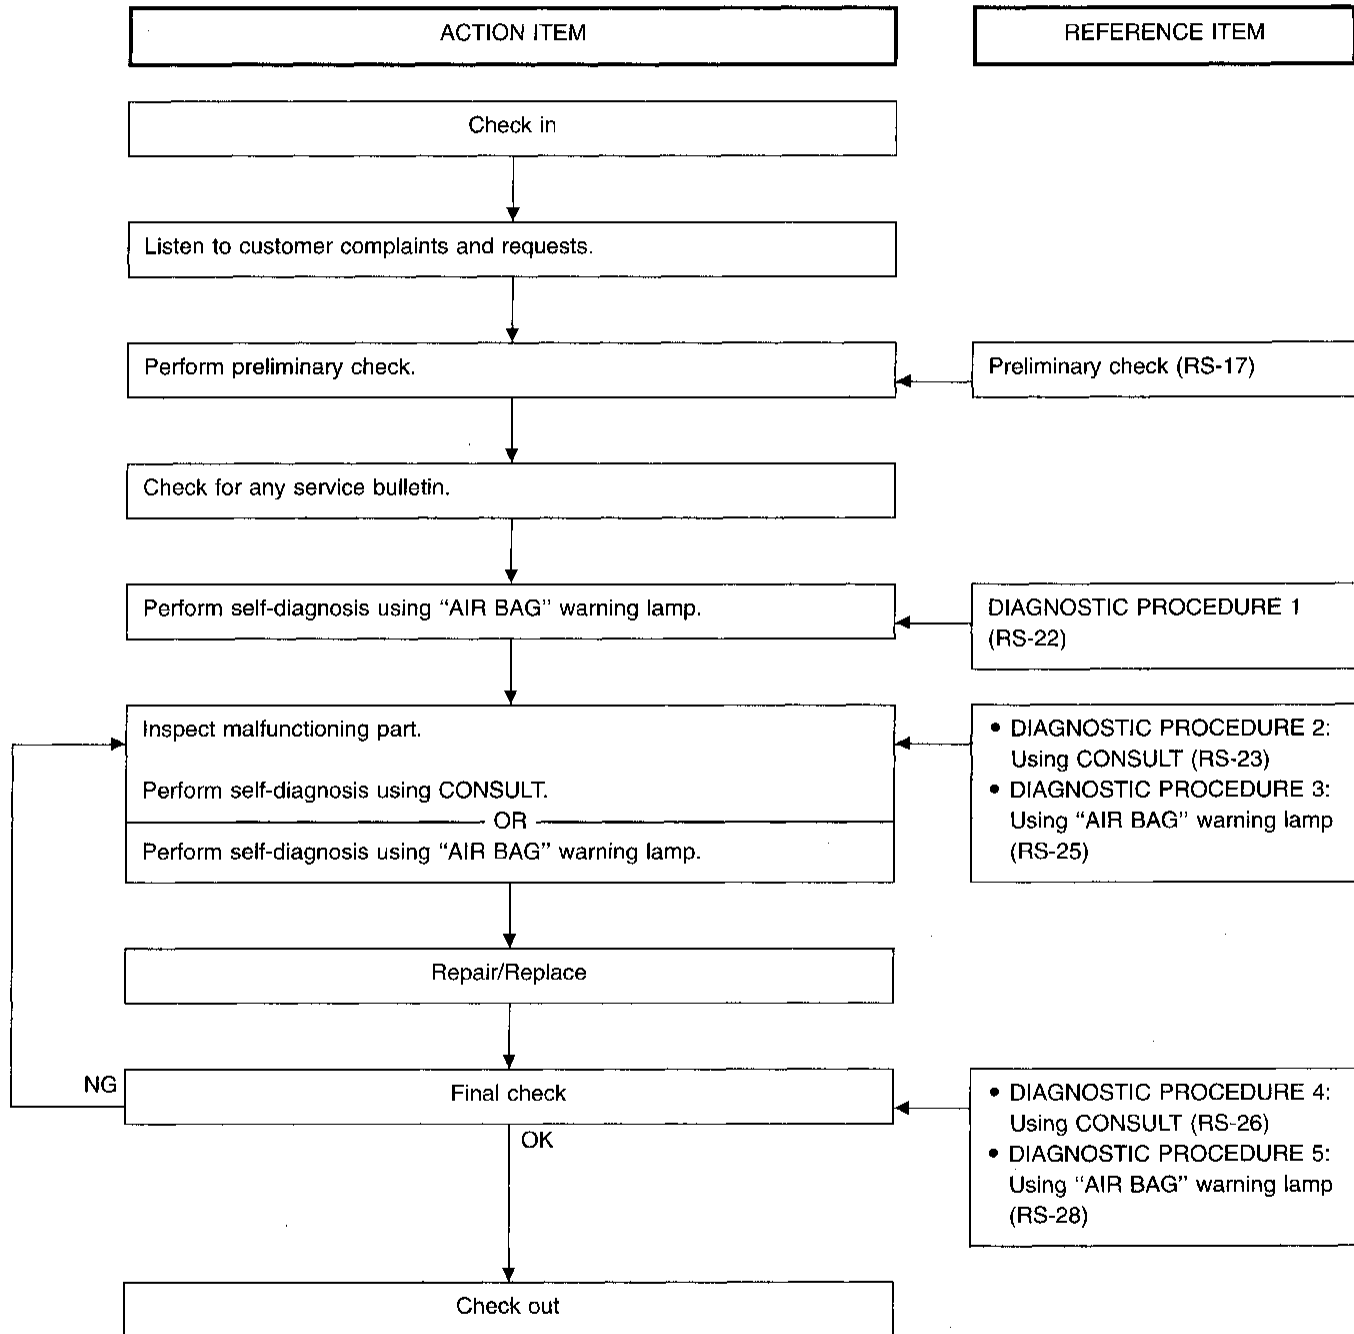 ACTION ITEM
REFERENCE ITEM
Check in
Listen to customer complaints and requests.
Perform preliminary check.
Preliminary check (RS-17)
Check for any service bulletin.
Perform self-diagnosis using “AIR BAG” warning lamp.
DIAGNOSTIC PROCEDURE 1
(RS-22)
Inspect malfunctioning part.
Perform self-diagnosis using CONSULT.
OR
Perform self-diagnosis using “AIR BAG” warning lamp.
• DIAGNOSTIC PROCEDURE 2:
Using CONSULT (RS-23)
• DIAGNOSTIC PROCEDURE 3:
Using “AIR BAG” warning lamp
(RS-25)
Repair/Replace
NG
Final check
OK
• DIAGNOSTIC PROCEDURE 4:
Using CONSULT (RS-26)
• DIAGNOSTIC PROCEDURE 5:
Using “AIR BAG” warning lamp
(RS-28)
Check out